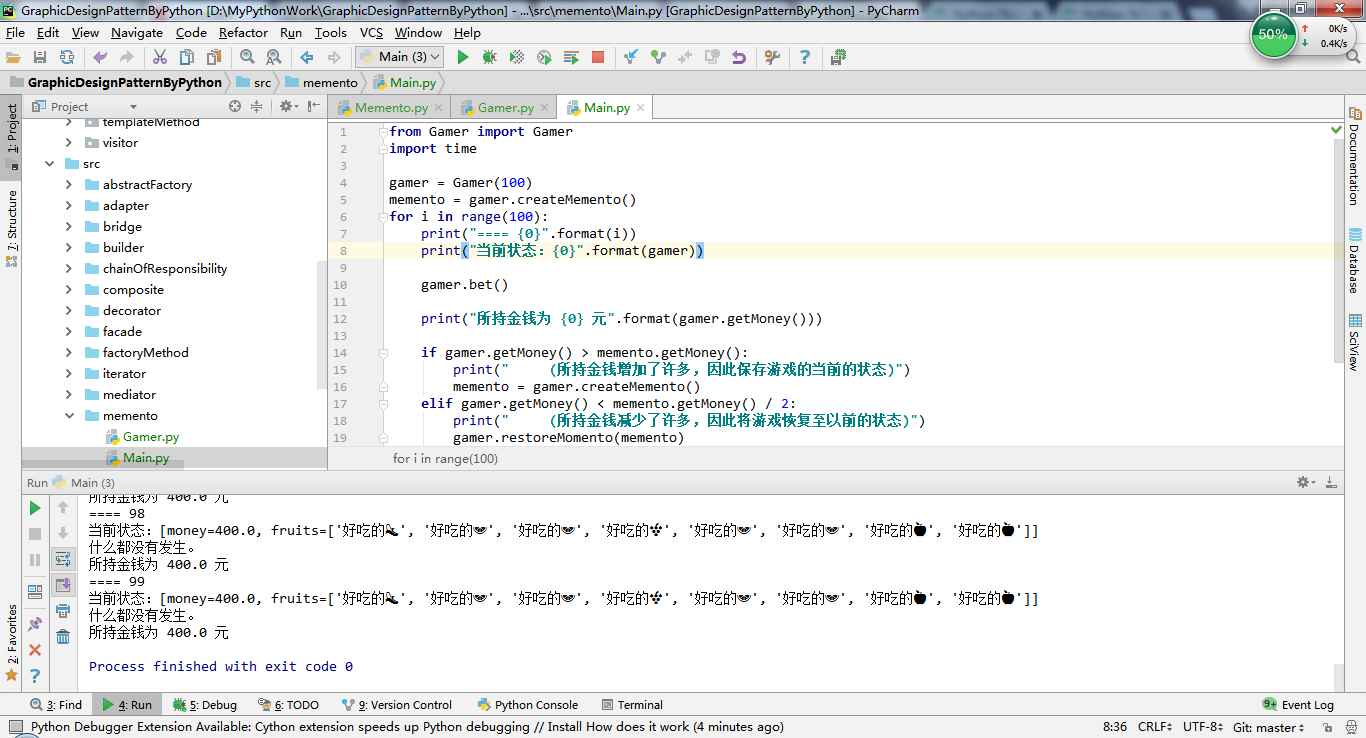 GraphicDesignPatternByPython [D:\MyPythonWork\GraphicDesignPatternByPython] - ...\src\memento\Main.py [GraphicDesignPatternByPython] - PyCharm
File Edit View Navigate Code Refactor Run Tools VCS Window Help
50%
0K/s
0.4K/s
Main (3)
GraphicDesignPatternByPython src memento Main.py
Project
Memento.py Gamer.py Main.py
1: Project
7: Structure
2: Favorites
templateMethod
visitor
src
abstractFactory
adapter
bridge
builder
chainOfResponsibility
composite
decorator
facade
factoryMethod
iterator
mediator
memento
Gamer.py
Main.py
1 from Gamer import Gamer
2 import time
3
4 gamer = Gamer(100)
5 memento = gamer.createMemento()
6 for i in range(100):
7 print("==== {0}".format(i))
8 print("当前状态：{0}".format(gamer))
9
10 gamer.bet()
11
12 print("所持金钱为 {0} 元".format(gamer.getMoney()))
13
14 if gamer.getMoney() > memento.getMoney():
15 print("    (所持金钱增加了许多，因此保存游戏的当前的状态)")
16 memento = gamer.createMemento()
17 elif gamer.getMoney() < memento.getMoney() / 2:
18 print("    (所持金钱减少了许多，因此将游戏恢复至以前的状态)")
19 gamer.restoreMomento(memento)
for i in range(100)
Documentation
Database
SciView
Run Main (3)
所持金钱为 400.0 元
==== 98
当前状态：[money=400.0, fruits=['好吃的🍌', '好吃的🍉', '好吃的🍉', '好吃的🍇', '好吃的🍉', '好吃的🍉', '好吃的🍎', '好吃的🍎']]
什么都没有发生。
所持金钱为 400.0 元
==== 99
当前状态：[money=400.0, fruits=['好吃的🍌', '好吃的🍉', '好吃的🍉', '好吃的🍇', '好吃的🍉', '好吃的🍉', '好吃的🍎', '好吃的🍎']]
什么都没有发生。
所持金钱为 400.0 元
Process finished with exit code 0
3: Find 4: Run 5: Debug 6: TODO 9: Version Control Python Console Terminal 9+ Event Log
Python Debugger Extension Available: Cython extension speeds up Python debugging // Install How does it work (4 minutes ago) 8:36 CRLF UTF-8 Git: master